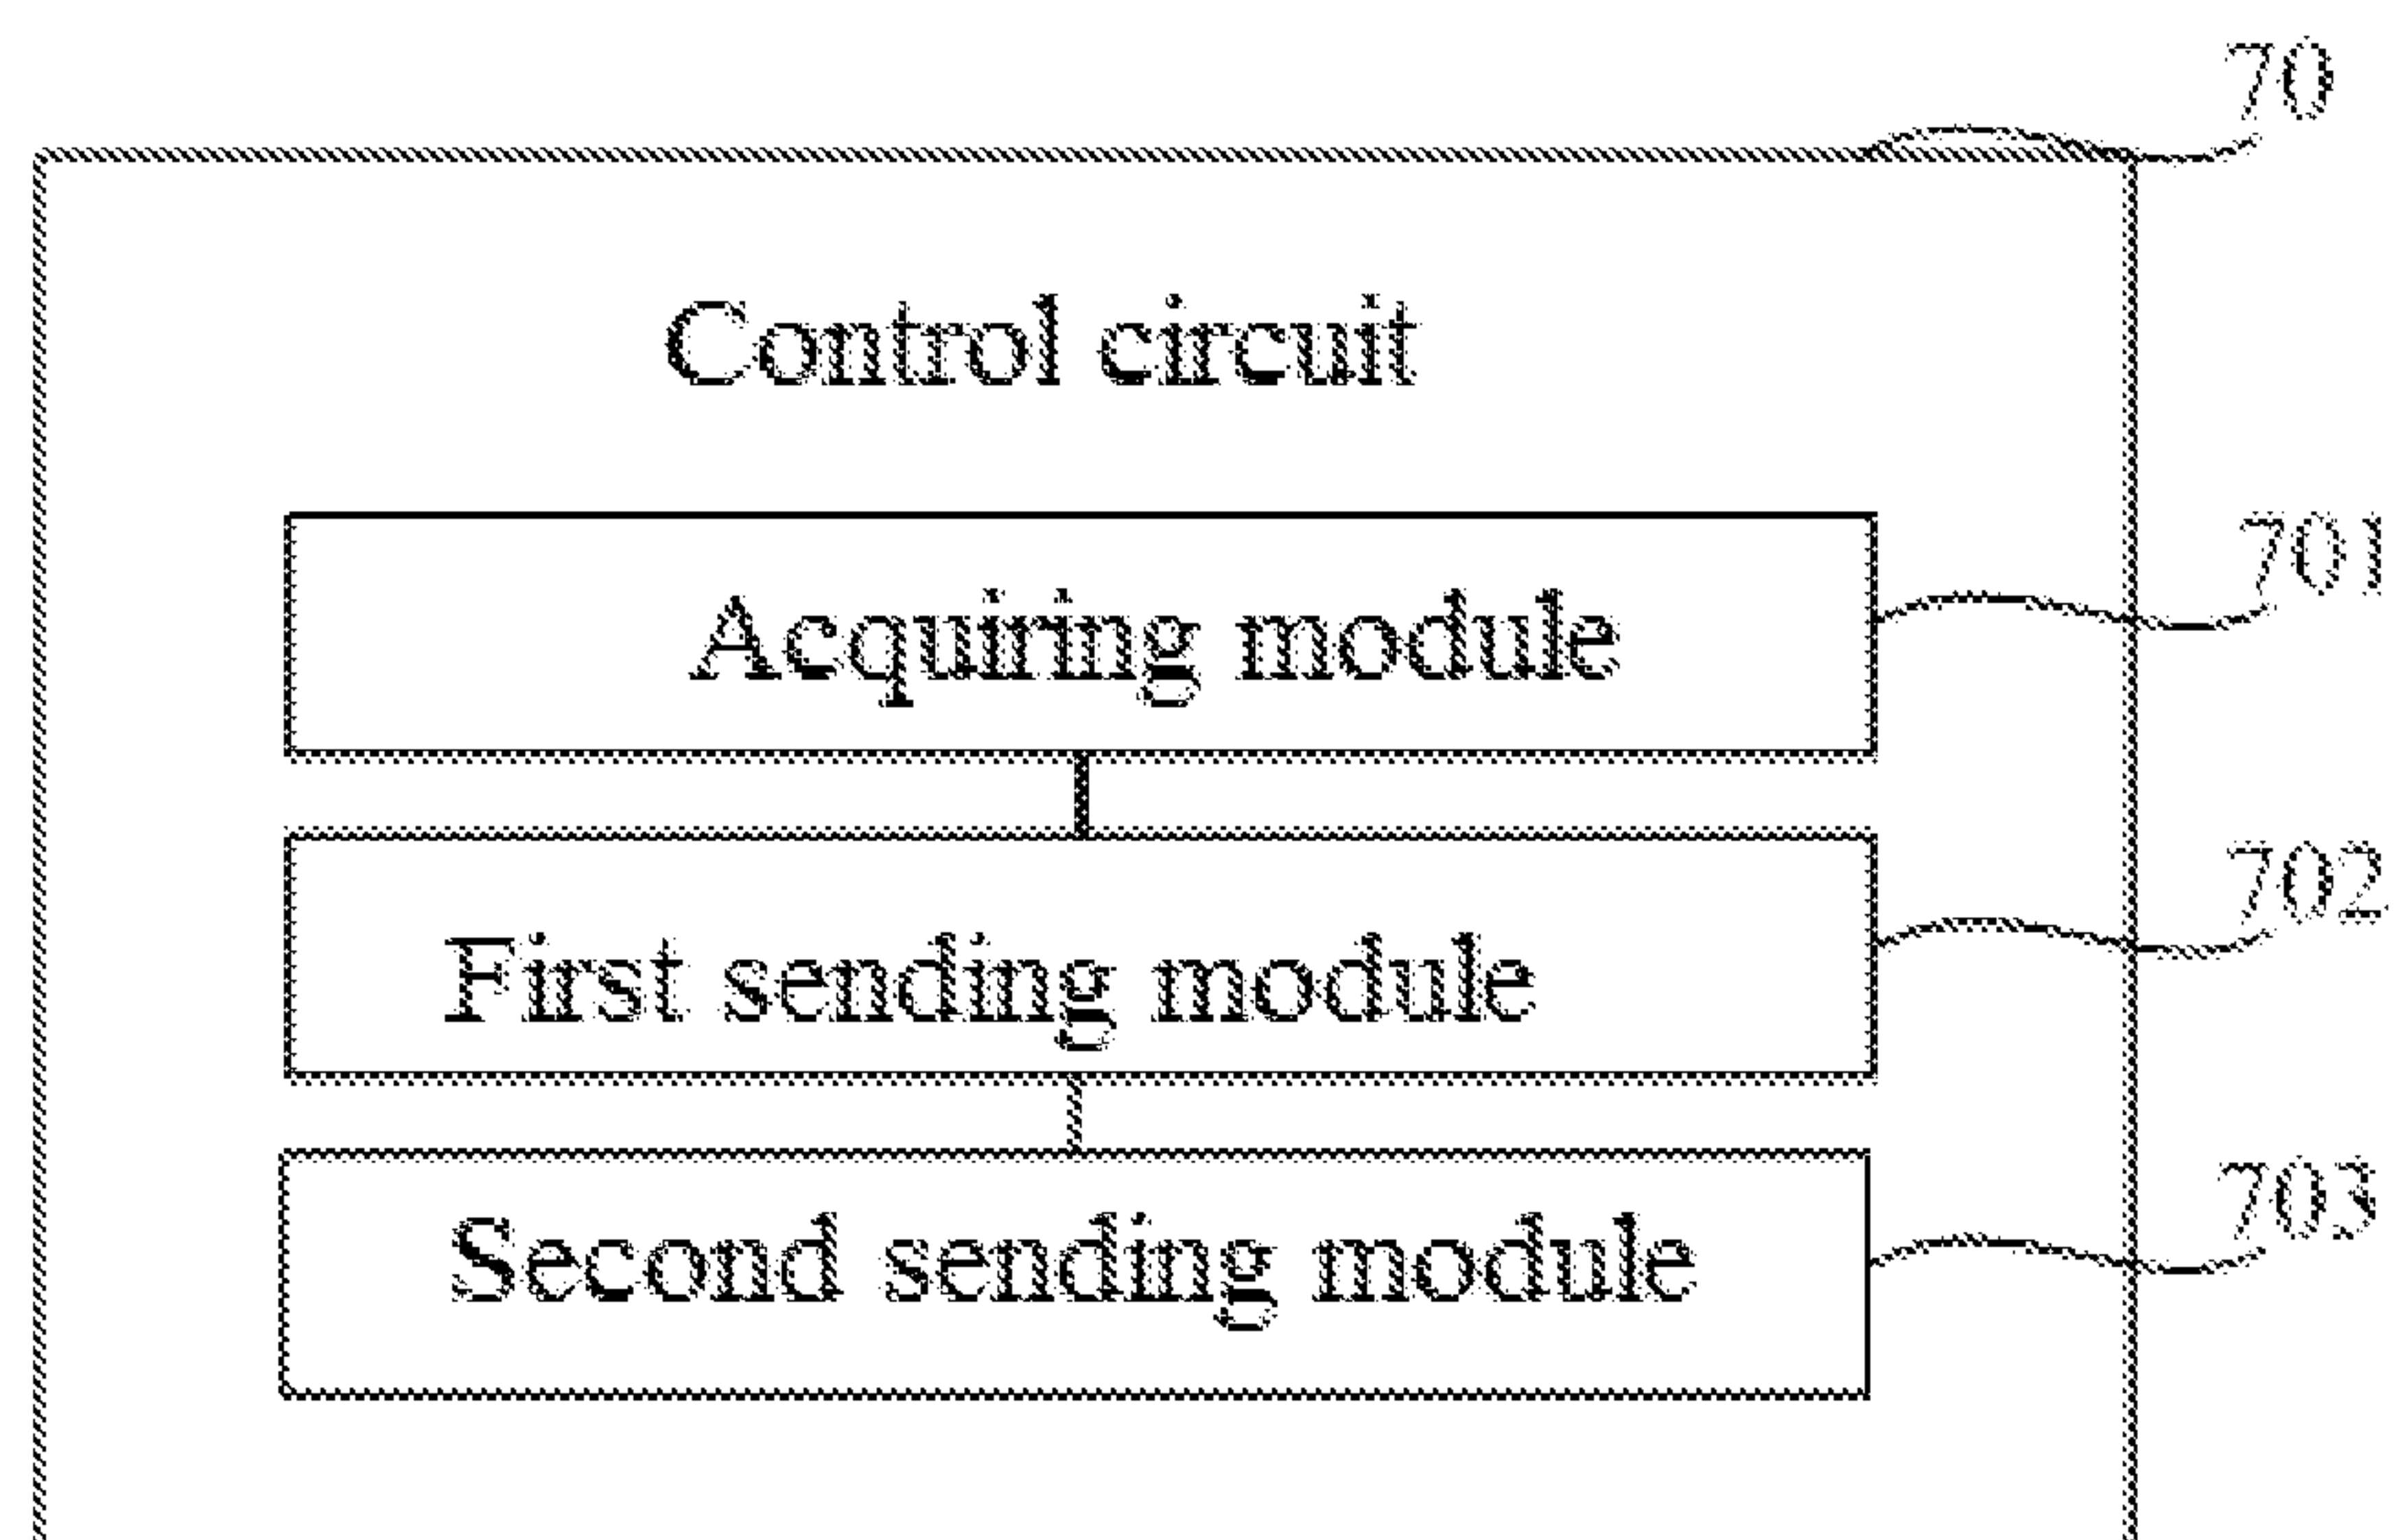 70
Control circuit
701
Acquiring module
702
First sending module
703
Second sending module